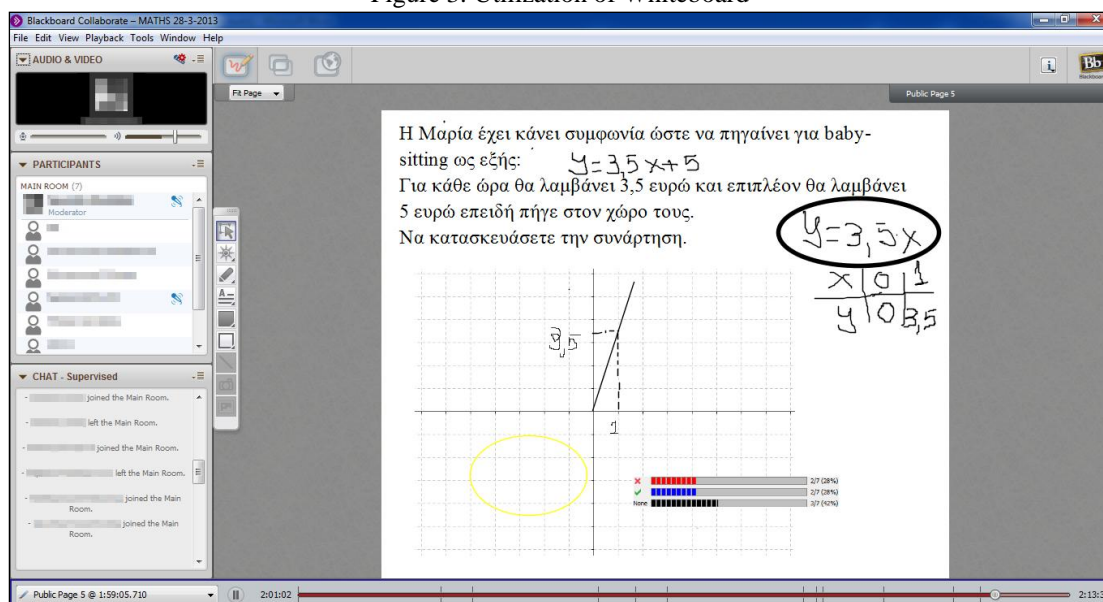 Figure 3: Utilization of Whiteboard
Blackboard Collaborate – MATHS 28-3-2013
File Edit View Playback Tools Window Help
AUDIO & VIDEO
PARTICIPANTS
MAIN ROOM (7)
Moderator
CHAT - Supervised
- joined the Main Room.
- left the Main Room.
- joined the Main Room.
- left the Main Room.
- joined the Main
Room.
- joined the Main
Room.
Fit Page
Public Page 5
Bb
Η Μαρία έχει κάνει συμφωνία ώστε να πηγαίνει για baby-
sitting ως εξής: y=3,5x+5
Για κάθε ώρα θα λαμβάνει 3,5 ευρώ και επιπλέον θα λαμβάνει
5 ευρώ επειδή πήγε στον χώρο τους.
Να κατασκευάσετε την συνάρτηση.
y=3,5x
x 0 1
y 0 3,5
3,5
1
2/7 (28%)
2/7 (28%)
None 3/7 (42%)
Public Page 5 @ 1:59:05.710
2:01:02